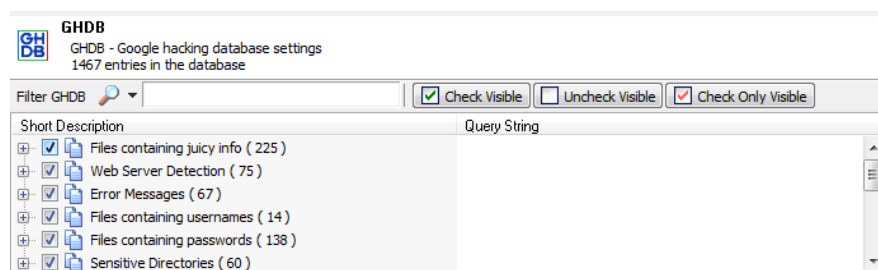 GHDB
GHDB
GHDB - Google hacking database settings
1467 entries in the database
Filter GHDB Check Visible Uncheck Visible Check Only Visible
Short Description Query String
Files containing juicy info ( 225 )
Web Server Detection ( 75 )
Error Messages ( 67 )
Files containing usernames ( 14 )
Files containing passwords ( 138 )
Sensitive Directories ( 60 )